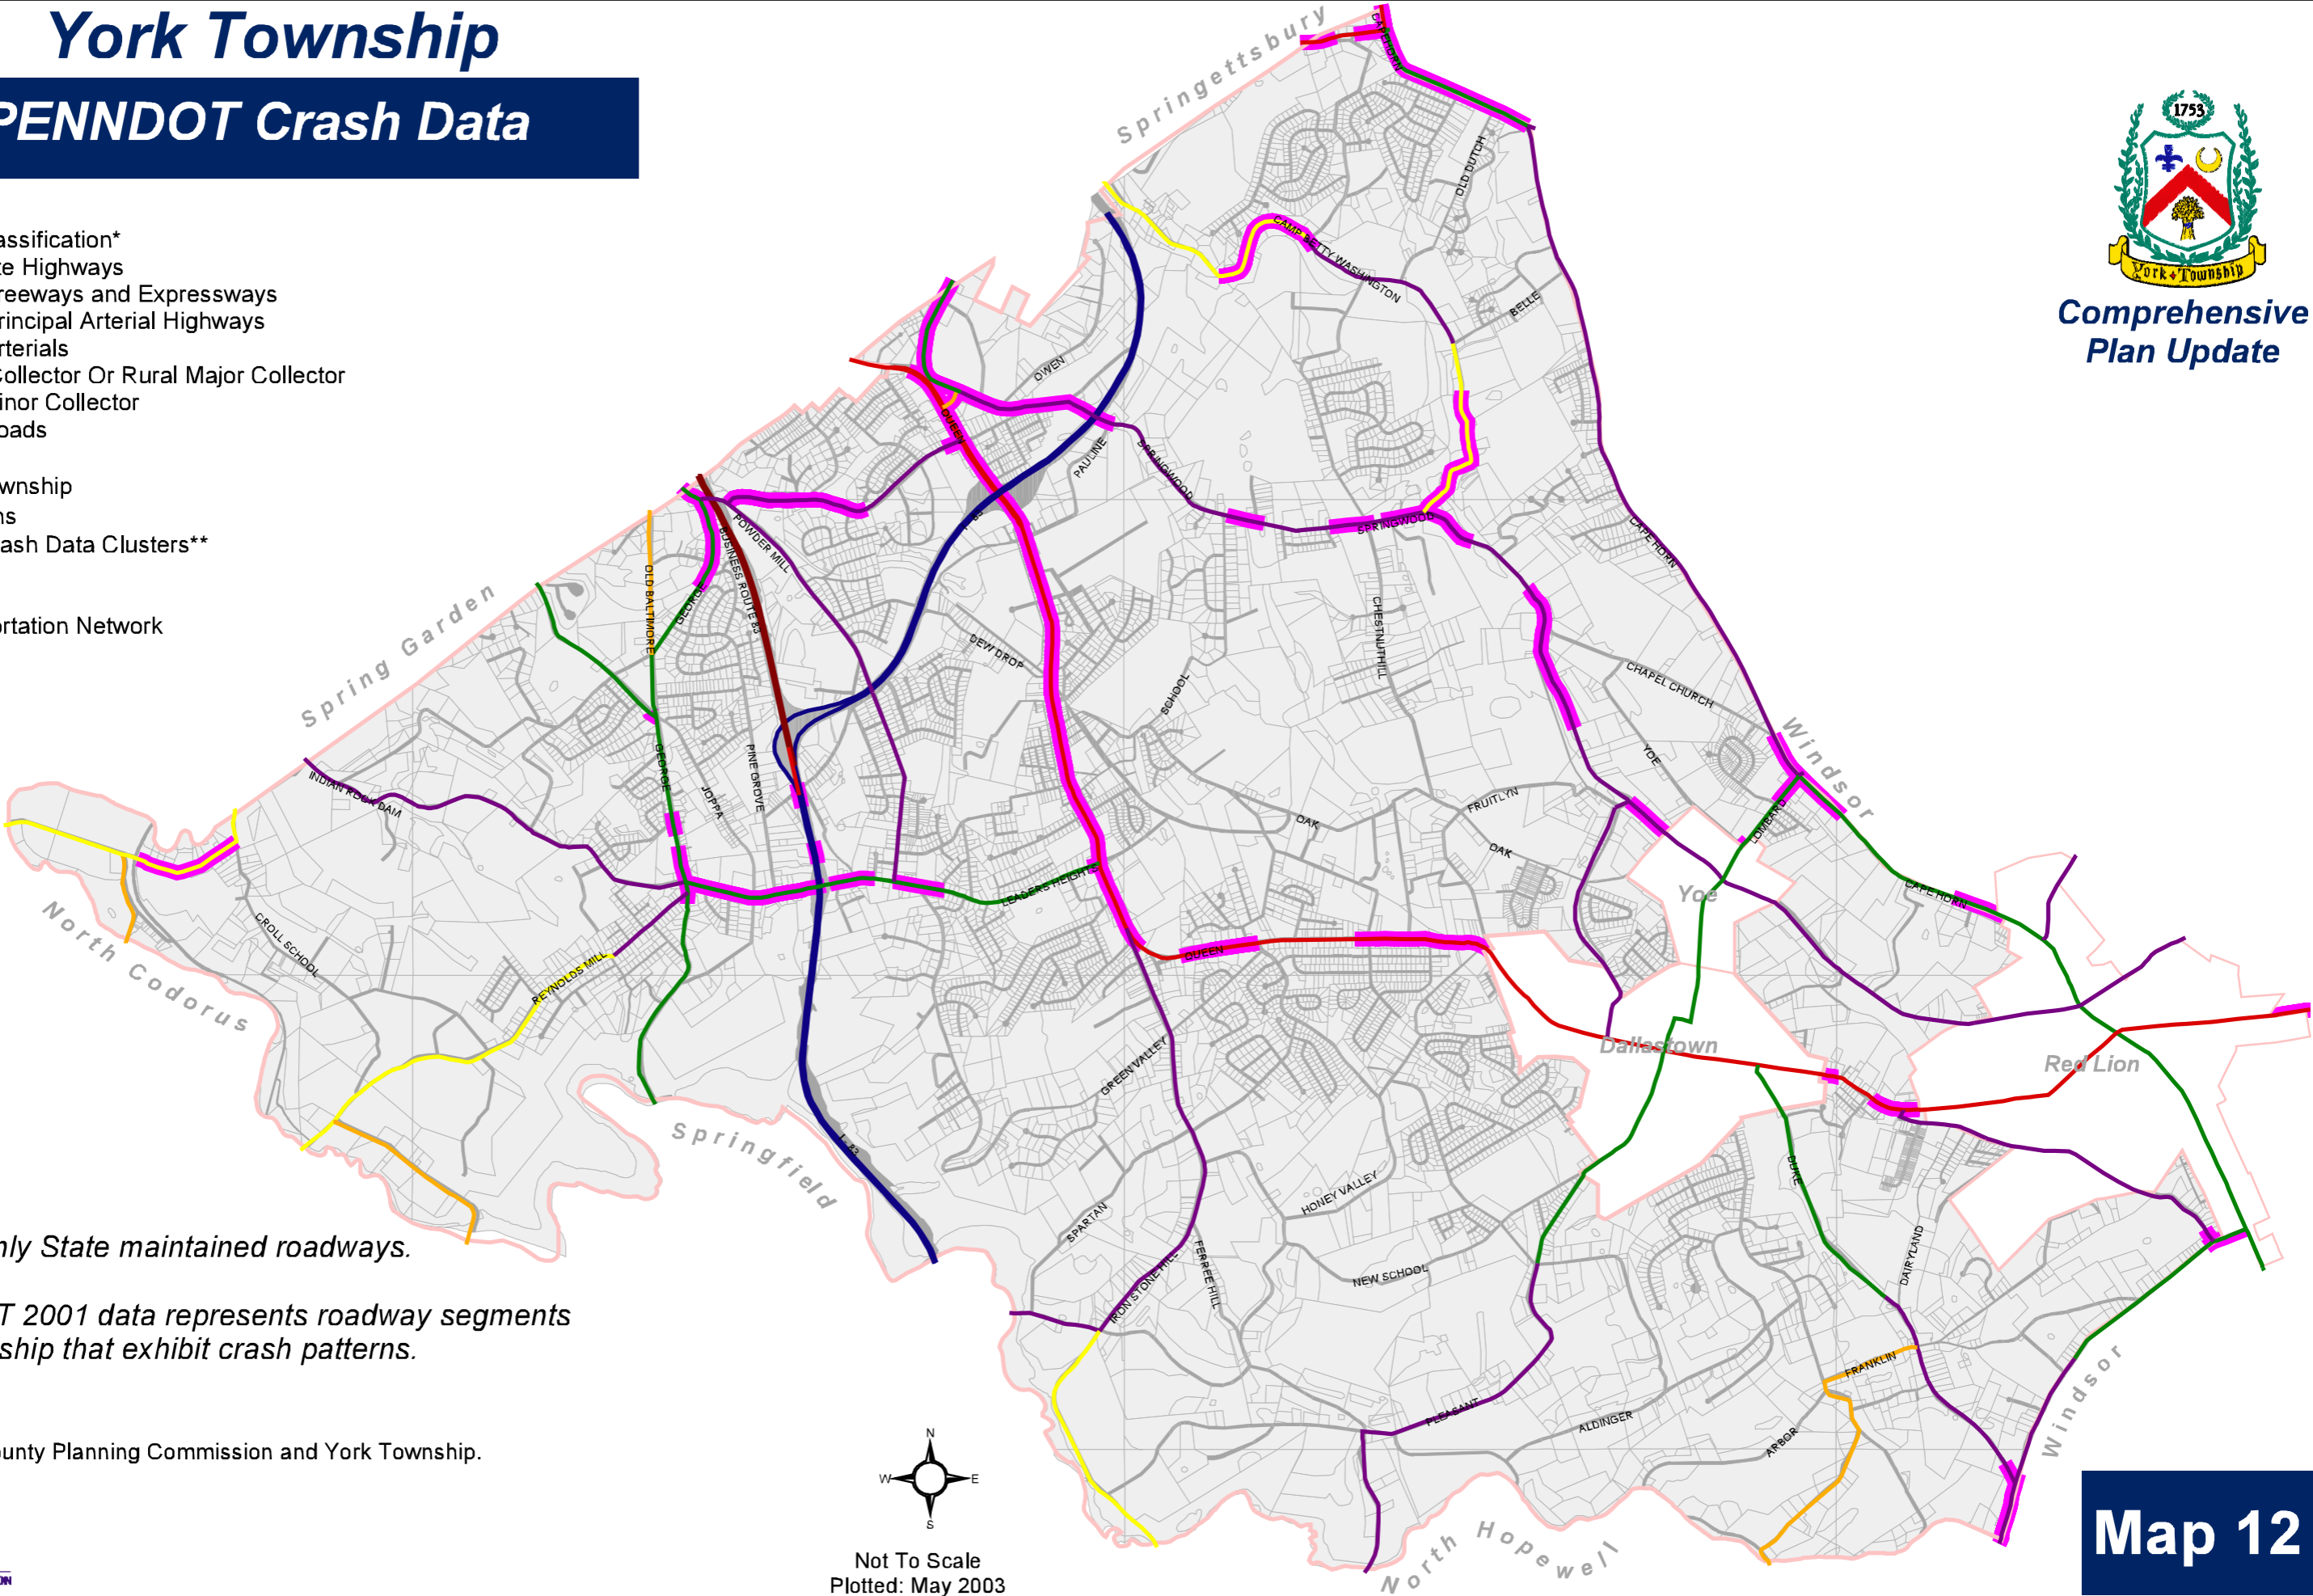 York Township
PENNDOT Crash Data
assification*
te Highways
reeways and Expressways
rincipal Arterial Highways
rterials
Collector Or Rural Major Collector
inor Collector
oads
wnship
ns
ash Data Clusters**
ortation Network
1753
York Township
Comprehensive
Plan Update
Springettsbury
CAPEHORN
OLD DUTCH
CAMP BETTY WASHINGTON
BELLE
OWEN
QUEEN
PAULINE
SPRINGWOOD
SPRINGWOOD
CAPE HORN
POWDER MILL
BUSINESS ROUTE 83
OLD BALTIMORE
GEORGE
Spring Garden
DEW DROP
CHESTNUTHILL
SCHOOL
CHAPEL CHURCH
YOE
Windsor
INDIAN ROCK DAM
GEORGE
JOPPA
PINE GROVE
FRUITLYN
OAK
OAK
LOMBARD
LEADERS HEIGHTS
Yoe
CAPE HORN
North Codorus
CROLL SCHOOL
REYNOLDS MILL
QUEEN
Dallastown
Red Lion
GREEN VALLEY
Springfield
I - 83
DUKE
HONEY VALLEY
SPARTAN
FERREE HILL
IRON STONE HILL
NEW SCHOOL
DAIRYLAND
FRANKLIN
PLEASANT
ALDINGER
ARBOR
Windsor
North Hopewell
nly State maintained roadways.
T 2001 data represents roadway segments
ship that exhibit crash patterns.
ounty Planning Commission and York Township.
N
W E
S
Not To Scale
Plotted: May 2003
Map 12